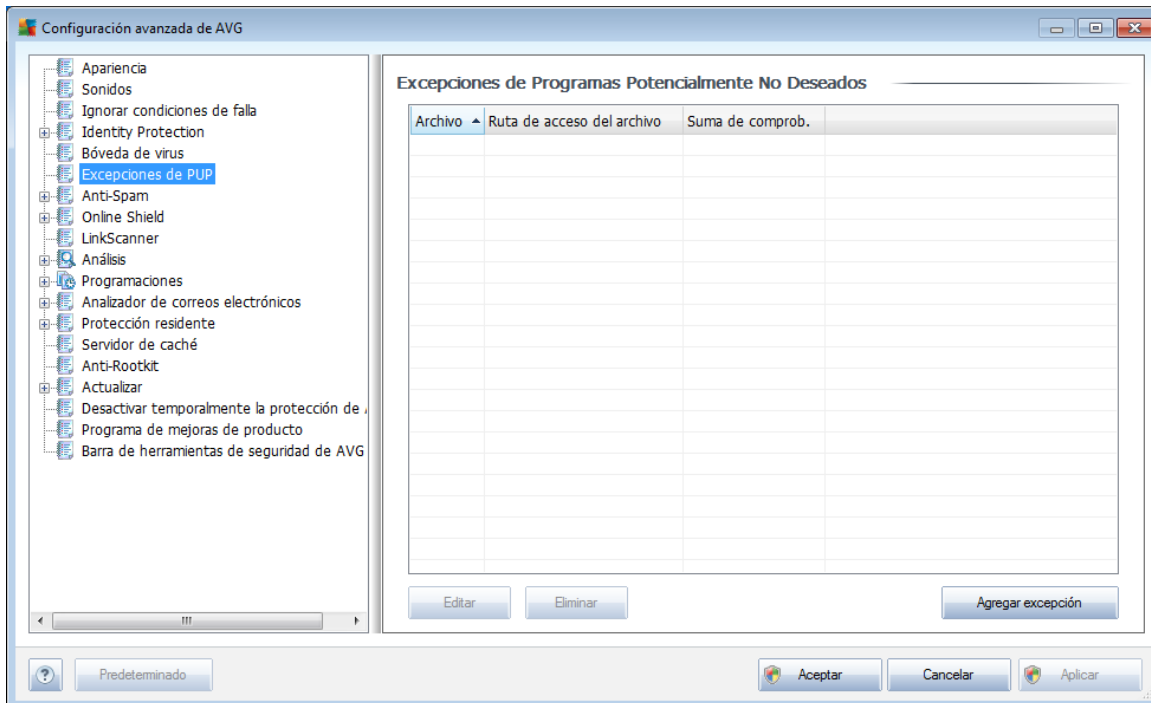 Configuración avanzada de AVG
Apariencia
Sonidos
Ignorar condiciones de falla
Identity Protection
Bóveda de virus
Excepciones de PUP
Anti-Spam
Online Shield
LinkScanner
Análisis
Programaciones
Analizador de correos electrónicos
Protección residente
Servidor de caché
Anti-Rootkit
Actualizar
Desactivar temporalmente la protección de
Programa de mejoras de producto
Barra de herramientas de seguridad de AVG
Excepciones de Programas Potencialmente No Deseados
Archivo Ruta de acceso del archivo Suma de comprob.
Editar Eliminar Agregar excepción
? Predeterminado Aceptar Cancelar Aplicar